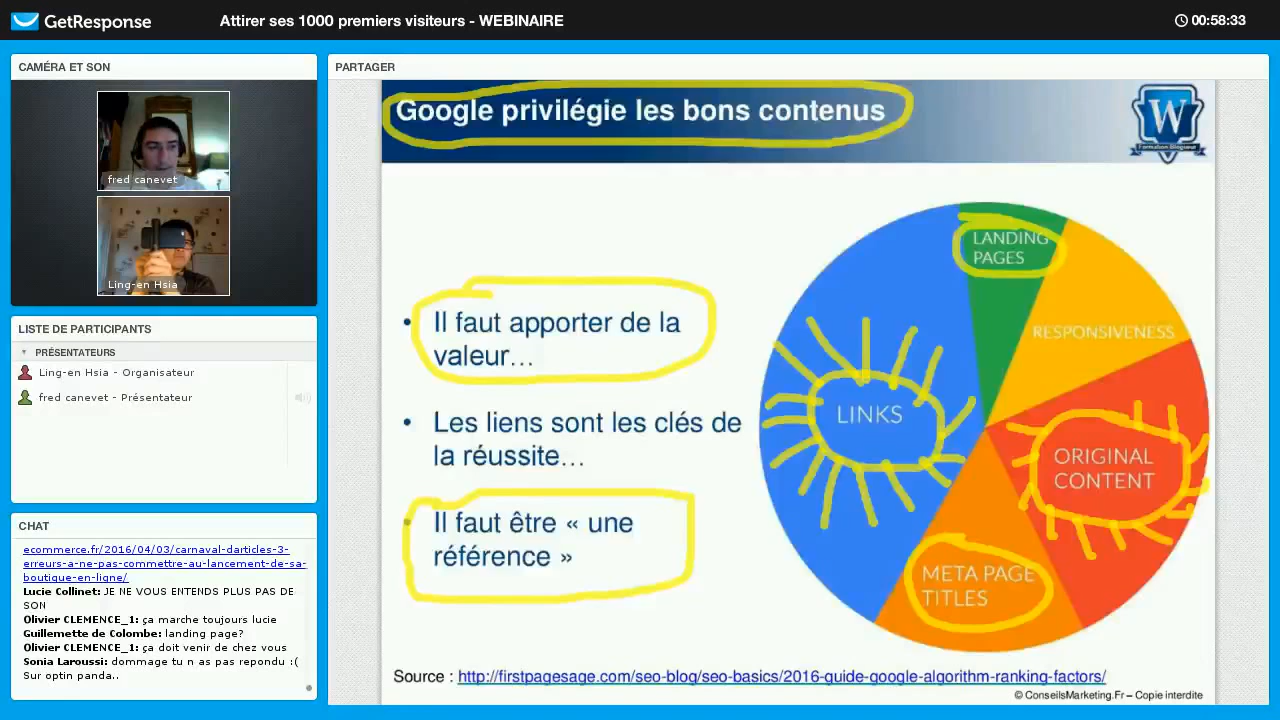 GetResponse
Attirer ses 1000 premiers visiteurs - WEBINAIRE
00:58:33
CAMÉRA ET SON
fred canevet
Ling-en Hsia
LISTE DE PARTICIPANTS
PRÉSENTATEURS
Ling-en Hsia - Organisateur
fred canevet - Présentateur
CHAT
ecommerce.fr/2016/04/03/carnaval-darticles-3-
erreurs-a-ne-pas-commettre-au-lancement-de-sa-
boutique-en-ligne/
Lucie Collinet: JE NE VOUS ENTENDS PLUS PAS DE
SON
Olivier CLEMENCE_1: ça marche toujours lucie
Guillemette de Colombe: landing page?
Olivier CLEMENCE_1: ça doit venir de chez vous
Sonia Laroussi: dommage tu n as pas repondu :(
Sur optin panda..
PARTAGER
Google privilégie les bons contenus
W
Formation Blogueur
• Il faut apporter de la
valeur…
• Les liens sont les clés de
la réussite…
• Il faut être « une
référence »
LANDING
PAGES
RESPONSIVENESS
LINKS
ORIGINAL
CONTENT
META PAGE
TITLES
Source : http://firstpagesage.com/seo-blog/seo-basics/2016-guide-google-algorithm-ranking-factors/
© ConseilsMarketing.Fr – Copie interdite